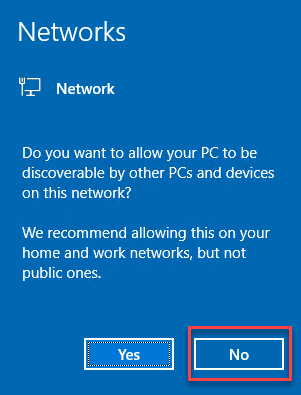 Networks
Network
Do you want to allow your PC to be
discoverable by other PCs and devices
on this network?
We recommend allowing this on your
home and work networks, but not
public ones.
Yes
No